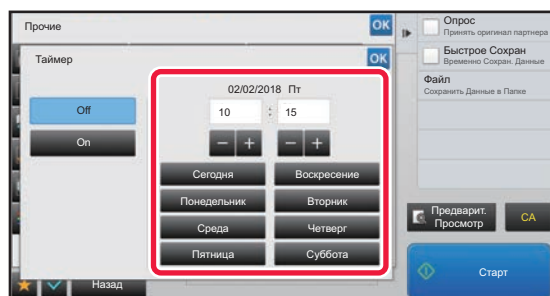 Прочие
OK
Таймер
OK
Off
On
02/02/2018 Пт
10 : 15
Сегодня
Воскресение
Понедельник
Вторник
Среда
Четверг
Пятница
Суббота
Назад
Опрос
Принять оригинал партнера
Быстрое Сохран
Временно Сохран. Данные
Файл
Сохранить Данные в Папке
Предварит.
Просмотр
CA
Старт